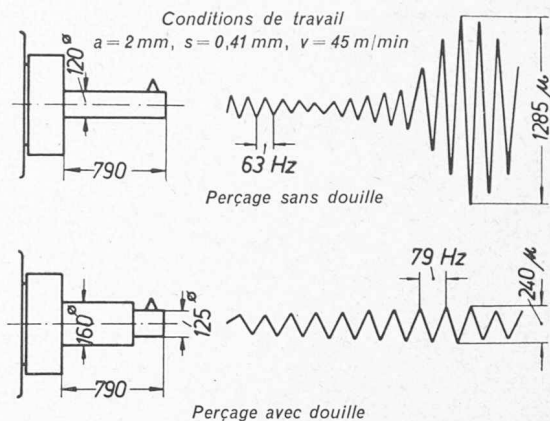 Conditions de travail
a = 2 mm, s = 0,41 mm, v = 45 m/min
120 ø
790
63 Hz
1285 µ
Perçage sans douille
160 ø
125 ø
790
79 Hz
240 µ
Perçage avec douille